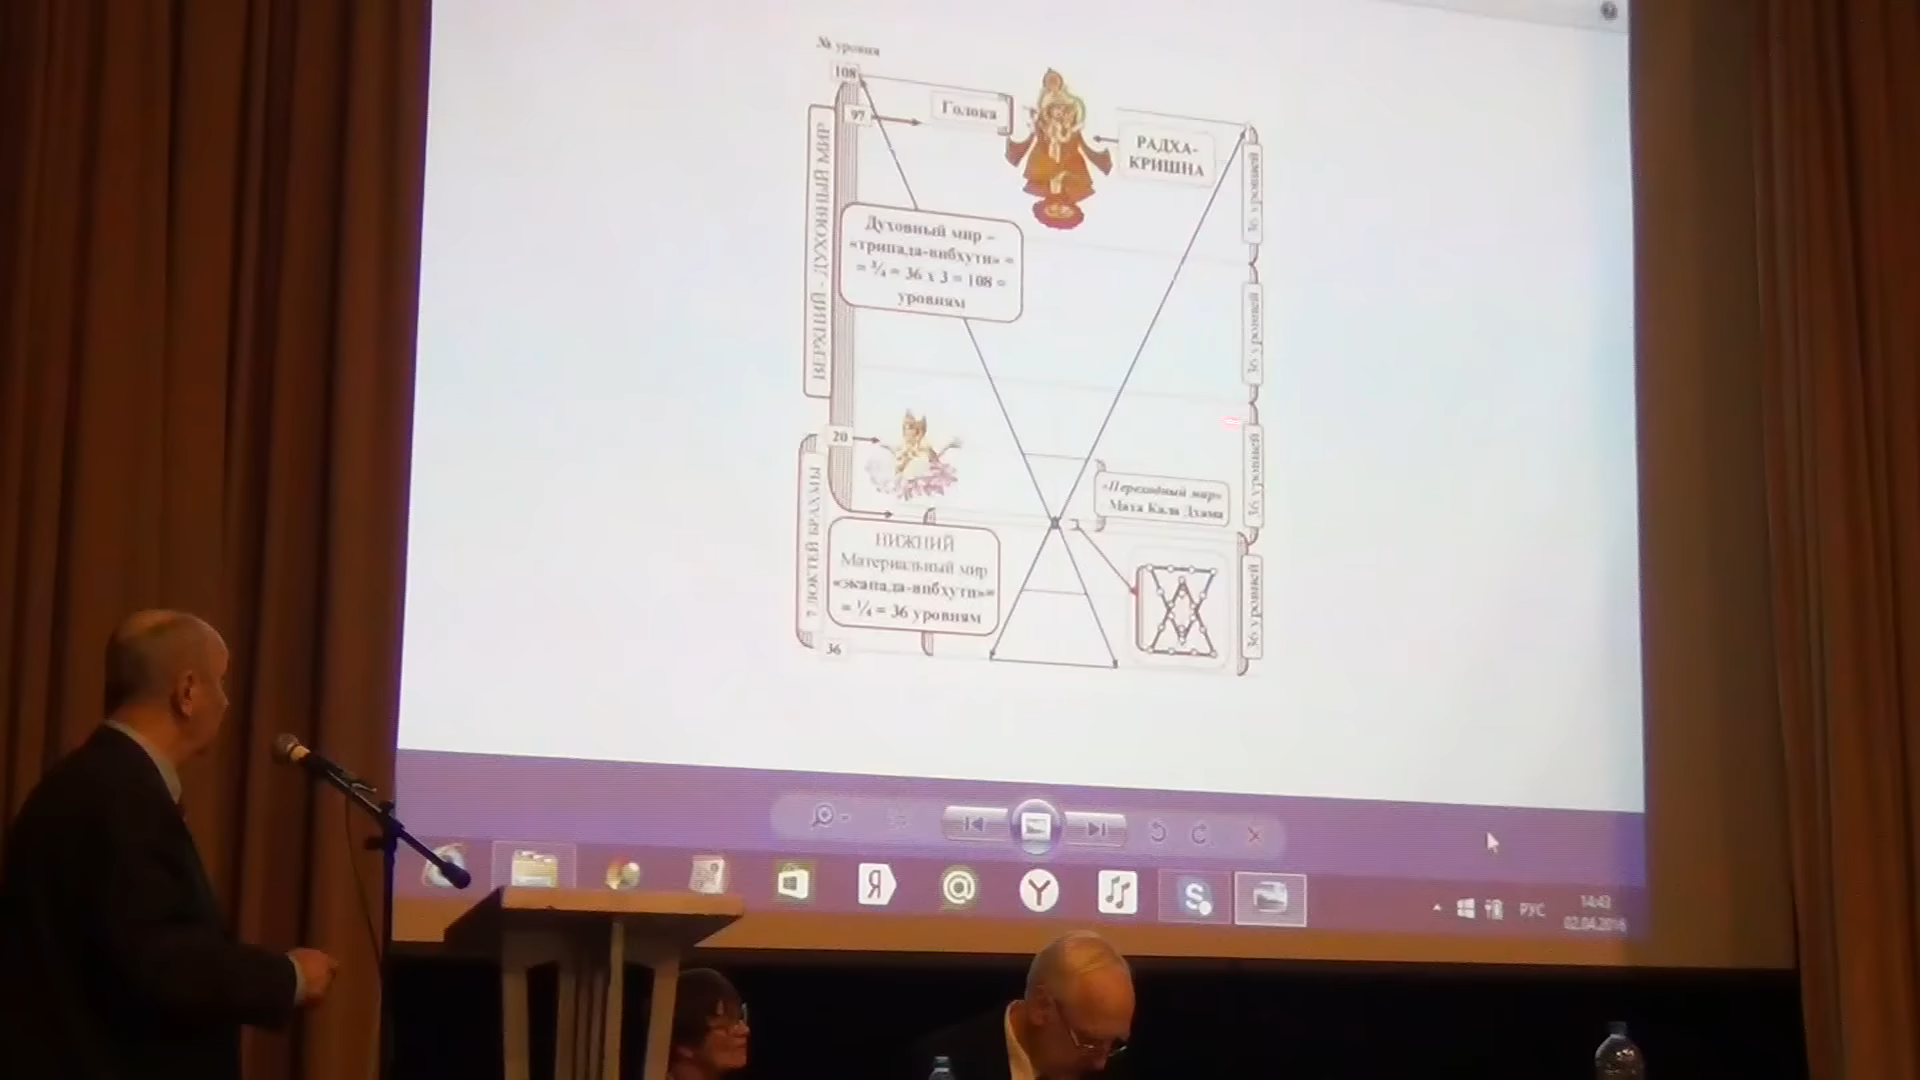 № уровня
108
97
Голока
РАДХА-
КРИШНА
ВЕРХНИЙ - ДУХОВНЫЙ МИР
36 уровней
Духовный мир –
«трипада-вибхути» =
= ¾ = 36 х 3 = 108 =
уровням
36 уровней
20
36 уровней
«Переходный мир»
Маха Кала Дхама
7 ЛОКТЕЙ БРАХМЫ
НИЖНИЙ
Материальный мир
«экапада-вибхути»=
= ¼ = 36 уровням
36 уровней
36
РУС
14:43
02.04.2016